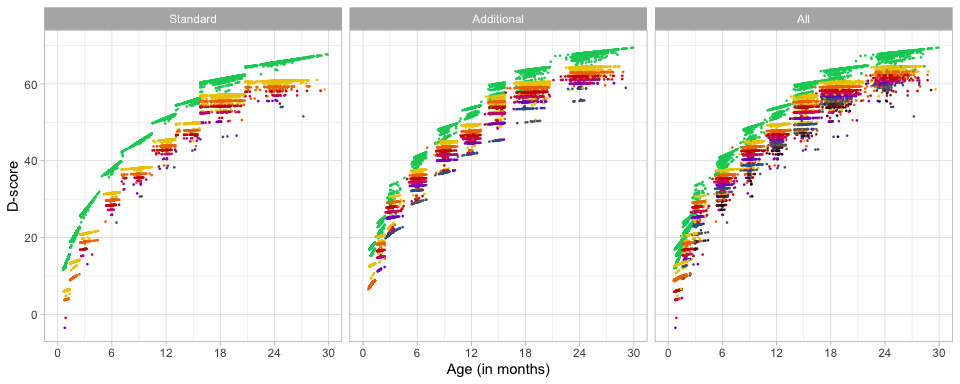 Standard Additional All
D-score
60
40
20
0
0 6 12 18 24 30 0 6 12 18 24 30 0 6 12 18 24 30
Age (in months)